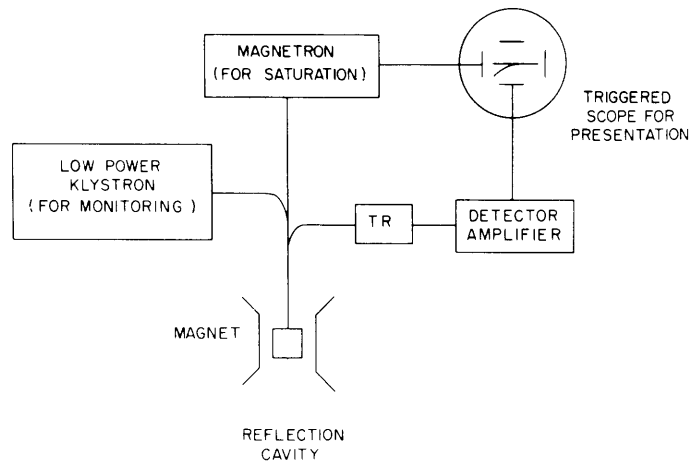 MAGNETRON
(FOR SATURATION)
TRIGGERED
SCOPE FOR
PRESENTATION
LOW POWER
KLYSTRON
(FOR MONITORING)
TR
DETECTOR
AMPLIFIER
MAGNET
REFLECTION
CAVITY